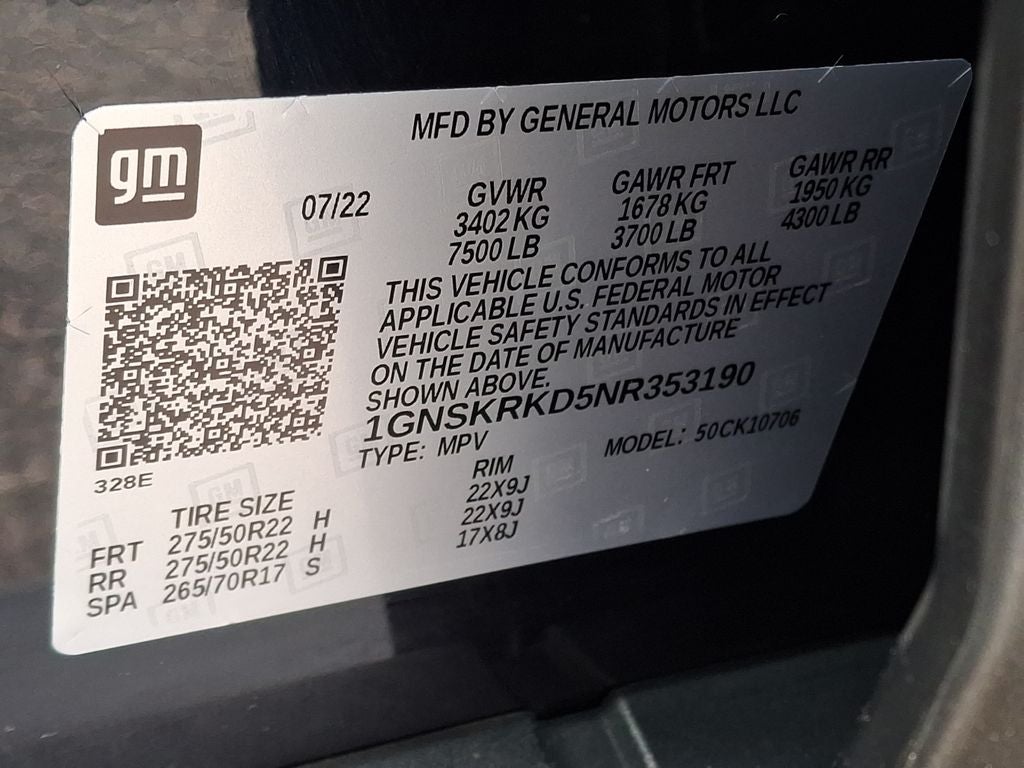 gm
MFD BY GENERAL MOTORS LLC
07/22
GVWR GAWR FRT GAWR RR
3402 KG 1678 KG 1950 KG
7500 LB 3700 LB 4300 LB
THIS VEHICLE CONFORMS TO ALL
APPLICABLE U.S. FEDERAL MOTOR
VEHICLE SAFETY STANDARDS IN EFFECT
ON THE DATE OF MANUFACTURE
SHOWN ABOVE.
1GNSKRKD5NR353190
TYPE: MPV MODEL: 50CK10706
328E
TIRE SIZE RIM
FRT 275/50R22 H 22X9J
RR 275/50R22 H 22X9J
SPA 265/70R17 S 17X8J